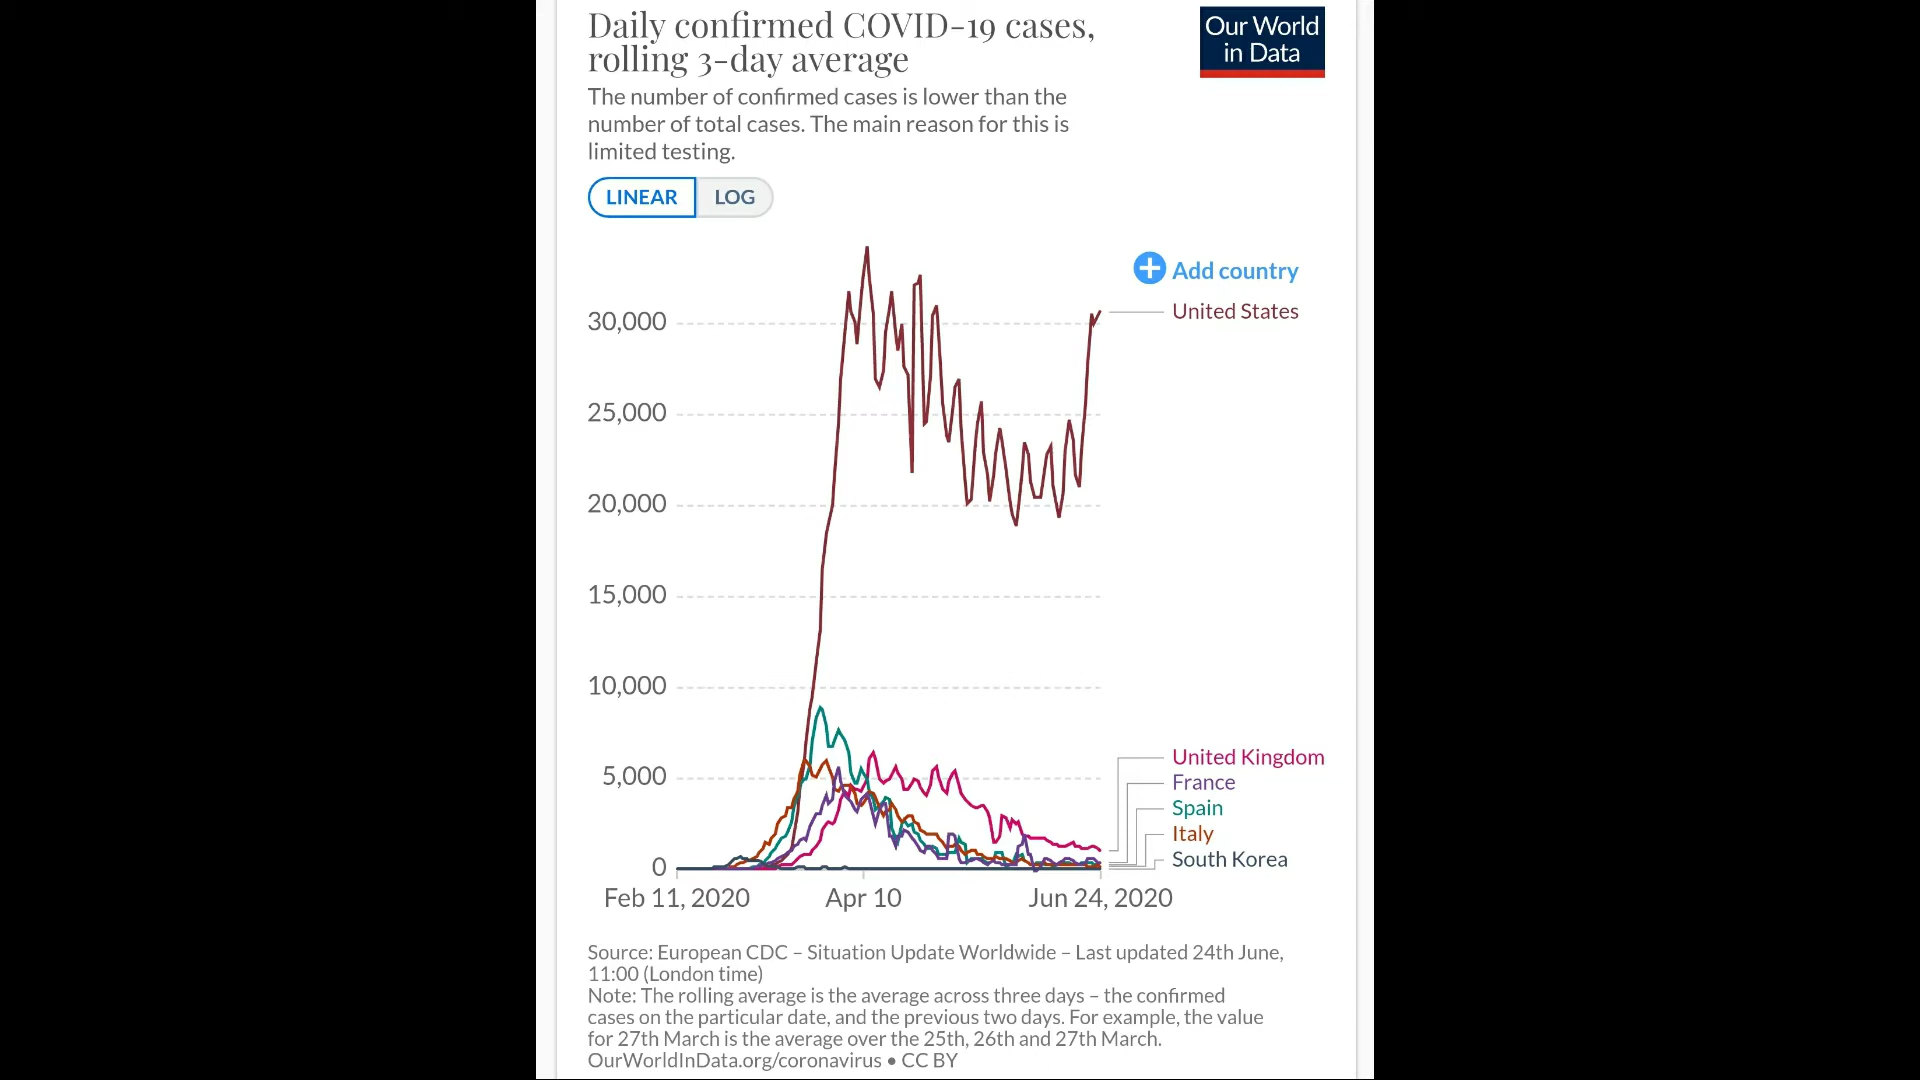 Daily confirmed COVID-19 cases,
rolling 3-day average
Our World
in Data
The number of confirmed cases is lower than the
number of total cases. The main reason for this is
limited testing.
LINEAR LOG
Add country
United States
30,000
25,000
20,000
15,000
10,000
5,000
0
United Kingdom
France
Spain
Italy
South Korea
Feb 11, 2020 Apr 10 Jun 24, 2020
Source: European CDC – Situation Update Worldwide – Last updated 24th June,
11:00 (London time)
Note: The rolling average is the average across three days – the confirmed
cases on the particular date, and the previous two days. For example, the value
for 27th March is the average over the 25th, 26th and 27th March.
OurWorldInData.org/coronavirus • CC BY